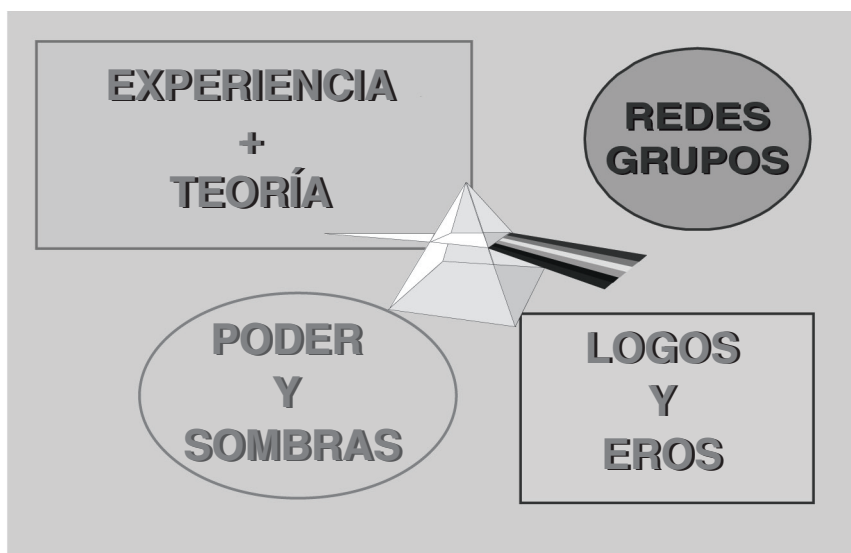 EXPERIENCIA
+
TEORÍA
REDES
GRUPOS
PODER
Y
SOMBRAS
LOGOS
Y
EROS